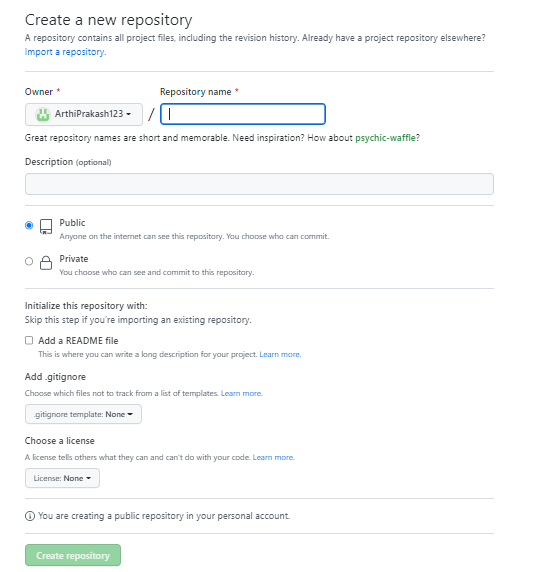 Create a new repository
A repository contains all project files, including the revision history. Already have a project repository elsewhere?
Import a repository.
Owner * Repository name *
ArthiPrakash123 /
Great repository names are short and memorable. Need inspiration? How about psychic-waffle?
Description (optional)
Public
Anyone on the internet can see this repository. You choose who can commit.
Private
You choose who can see and commit to this repository.
Initialize this repository with:
Skip this step if you're importing an existing repository.
Add a README file
This is where you can write a long description for your project. Learn more.
Add .gitignore
Choose which files not to track from a list of templates. Learn more.
.gitignore template: None
Choose a license
A license tells others what they can and can't do with your code. Learn more.
License: None
You are creating a public repository in your personal account.
Create repository